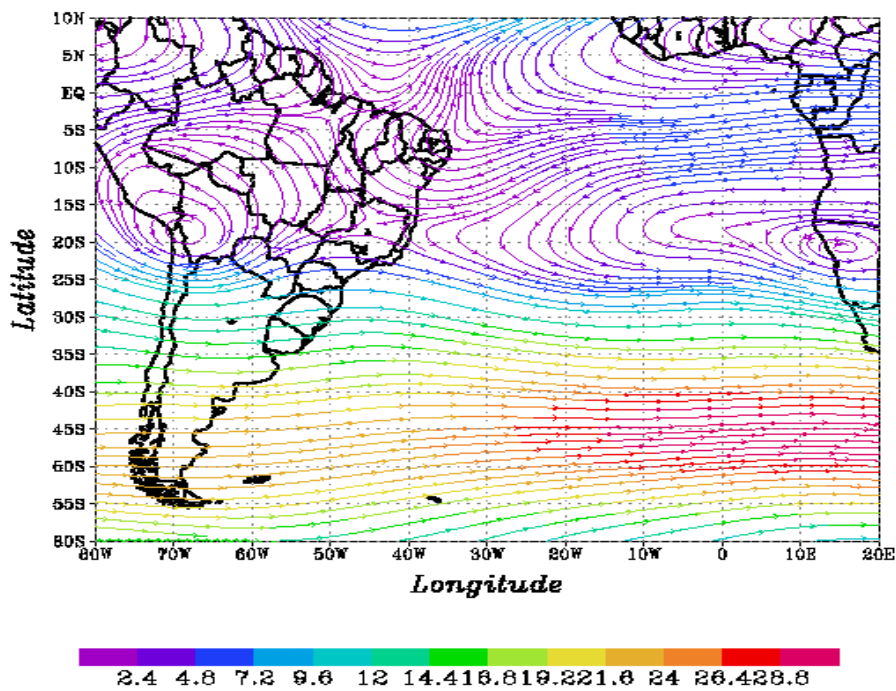 10N
5N
EQ
5S
10S
15S
20S
25S
30S
35S
40S
45S
50S
55S
60S
Latitude
80W 70W 60W 50W 40W 30W 20W 10W 0 10E 20E
Longitude
2.4 4.8 7.2 9.6 12 14.4 16.8 19.2 21.6 24 26.4 28.8